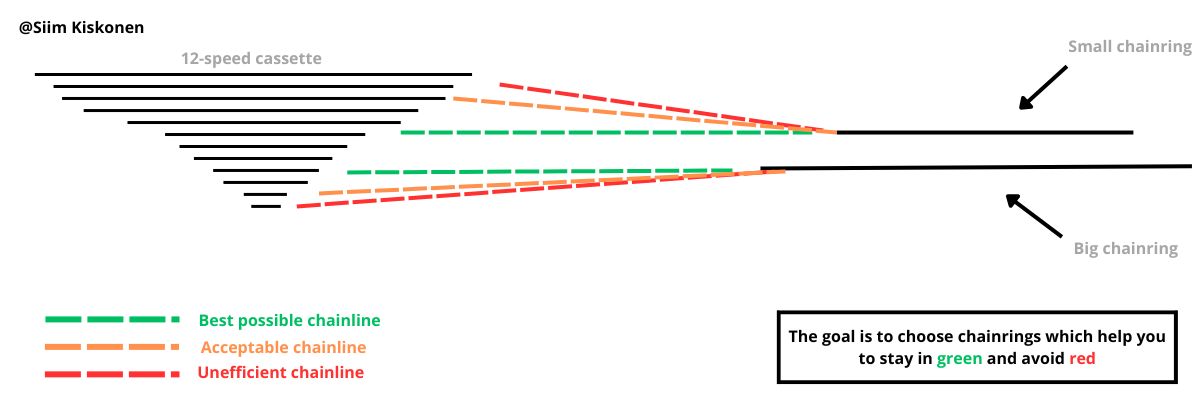 @Siim Kiskonen
12-speed cassette
Small chainring
Big chainring
Best possible chainline
Acceptable chainline
Unefficient chainline
The goal is to choose chainrings which help you
to stay in green and avoid red